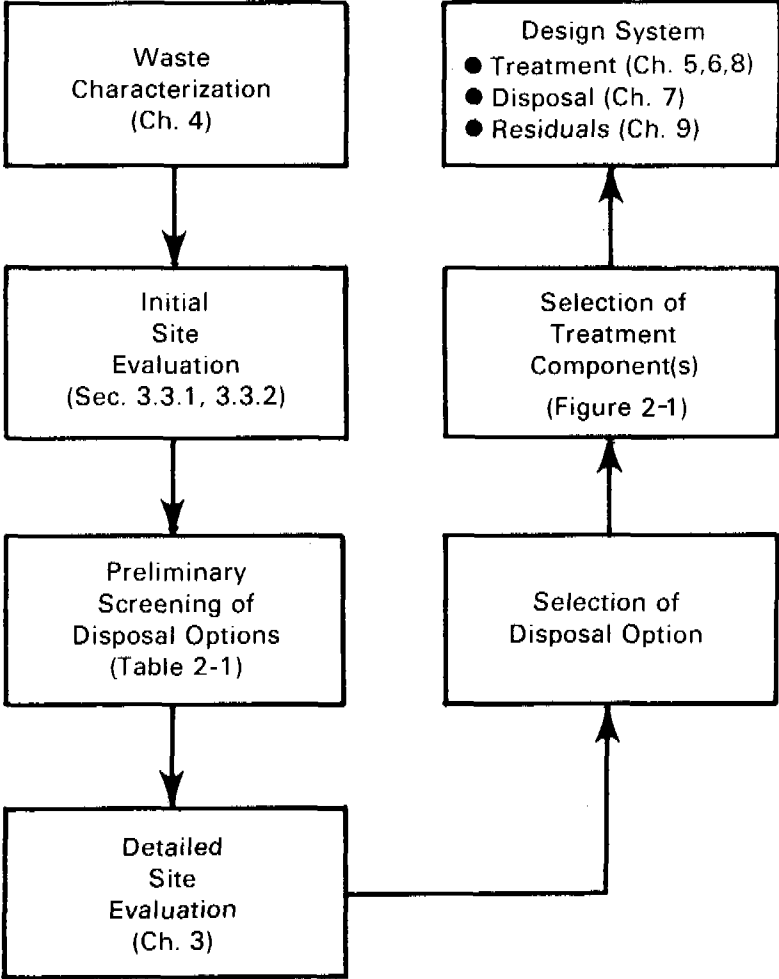 Waste
Characterization
(Ch. 4)
Initial
Site
Evaluation
(Sec. 3.3.1, 3.3.2)
Preliminary
Screening of
Disposal Options
(Table 2-1)
Detailed
Site
Evaluation
(Ch. 3)
Selection of
Disposal Option
Selection of
Treatment
Component(s)
(Figure 2-1)
Design System
● Treatment (Ch. 5,6,8)
● Disposal (Ch. 7)
● Residuals (Ch. 9)